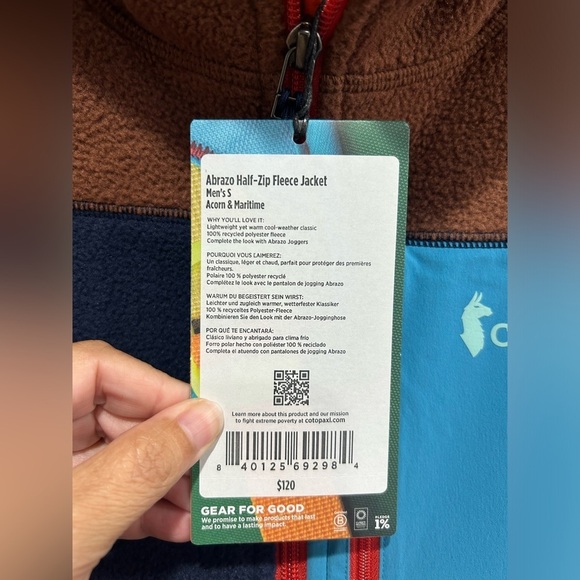 Abrazo Half-Zip Fleece Jacket
Men's S
Acorn & Maritime
WHY YOU'LL LOVE IT:
Lightweight yet warm cool-weather classic
100% recycled polyester fleece
Complete the look with Abrazo Joggers
POURQUOI VOUS L'AIMEREZ:
Un classique, léger et chaud, parfait pour protéger des premières
fraîcheurs.
Polaire 100 % polyester recyclé
Complétez le look avec le pantalon de jogging Abrazo
WARUM DU BEGEISTERT SEIN WIRST:
Leichter und zugleich warmer, wetterfester Klassiker
100 % recyceltes Polyester-Fleece
Kombinieren Sie den Look mit der Abrazo-Jogginghose
POR QUÉ TE ENCANTARÁ:
Clásico liviano y abrigado para clima frío
Forro polar hecho con poliéster 100 % reciclado
Completa el atuendo con pantalones de jogging Abrazo
Learn more about this product and our mission
to fight extreme poverty at cotopaxi.com
8 40125 69298 4
$120
GEAR FOR GOOD
We promise to make products that last
and to have a lasting impact.
B
PLEDGE
1%
C